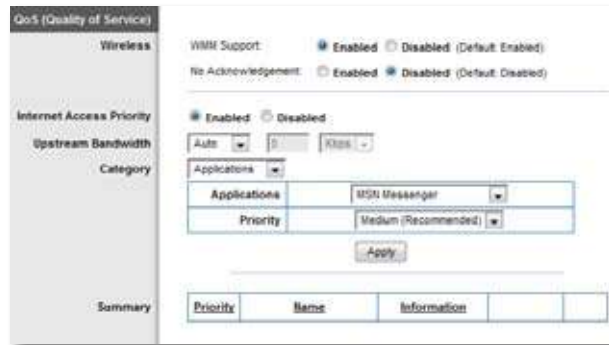 QoS (Quality of Service)
Wireless
WMM Support: Enabled Disabled (Default: Enabled)
No Acknowledgement: Enabled Disabled (Default: Disabled)
Internet Access Priority
Enabled Disabled
Upstream Bandwidth
Auto 0 Kbps
Category
Applications
Applications MSN Messenger
Priority Medium (Recommended)
Apply
Summary
Priority Name Information